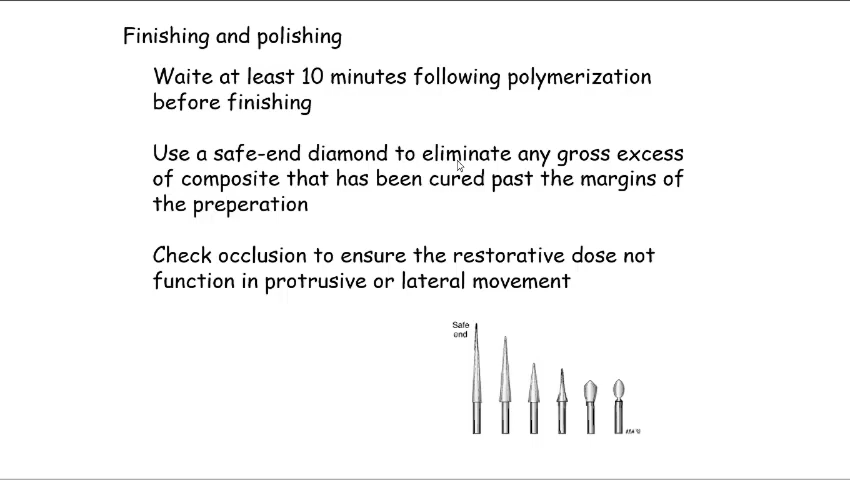 Finishing and polishing
Waite at least 10 minutes following polymerization
before finishing
Use a safe-end diamond to eliminate any gross excess
of composite that has been cured past the margins of
the preperation
Check occlusion to ensure the restorative dose not
function in protrusive or lateral movement
Safe
end